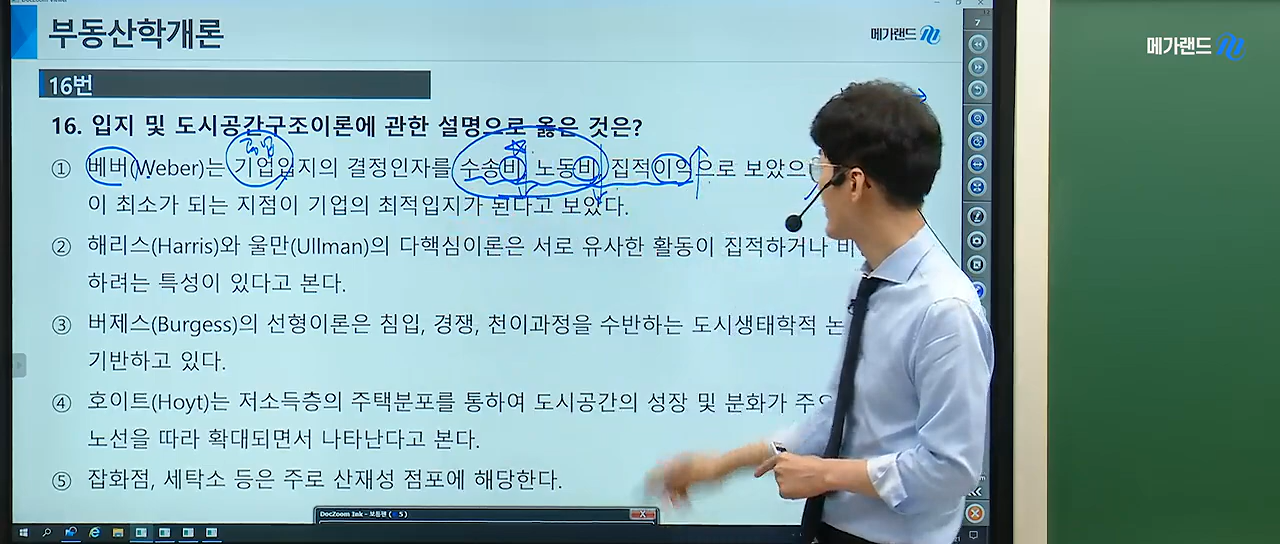 부동산학개론
메가랜드
메가랜드
16번
16. 입지 및 도시공간구조이론에 관한 설명으로 옳은 것은?
공업
① 베버(Weber)는 기업입지의 결정인자를 수송비 노동비 집적이익으로 보았으
이 최소가 되는 지점이 기업의 최적입지가 된다고 보았다.
② 해리스(Harris)와 울만(Ullman)의 다핵심이론은 서로 유사한 활동이 집적하거나 비
하려는 특성이 있다고 본다.
③ 버제스(Burgess)의 선형이론은 침입, 경쟁, 천이과정을 수반하는 도시생태학적 논
기반하고 있다.
④ 호이트(Hoyt)는 저소득층의 주택분포를 통하여 도시공간의 성장 및 분화가 주
노선을 따라 확대되면서 나타난다고 본다.
⑤ 잡화점, 세탁소 등은 주로 산재성 점포에 해당한다.
DocZoom Ink - 보통펜 ( 5 )
7